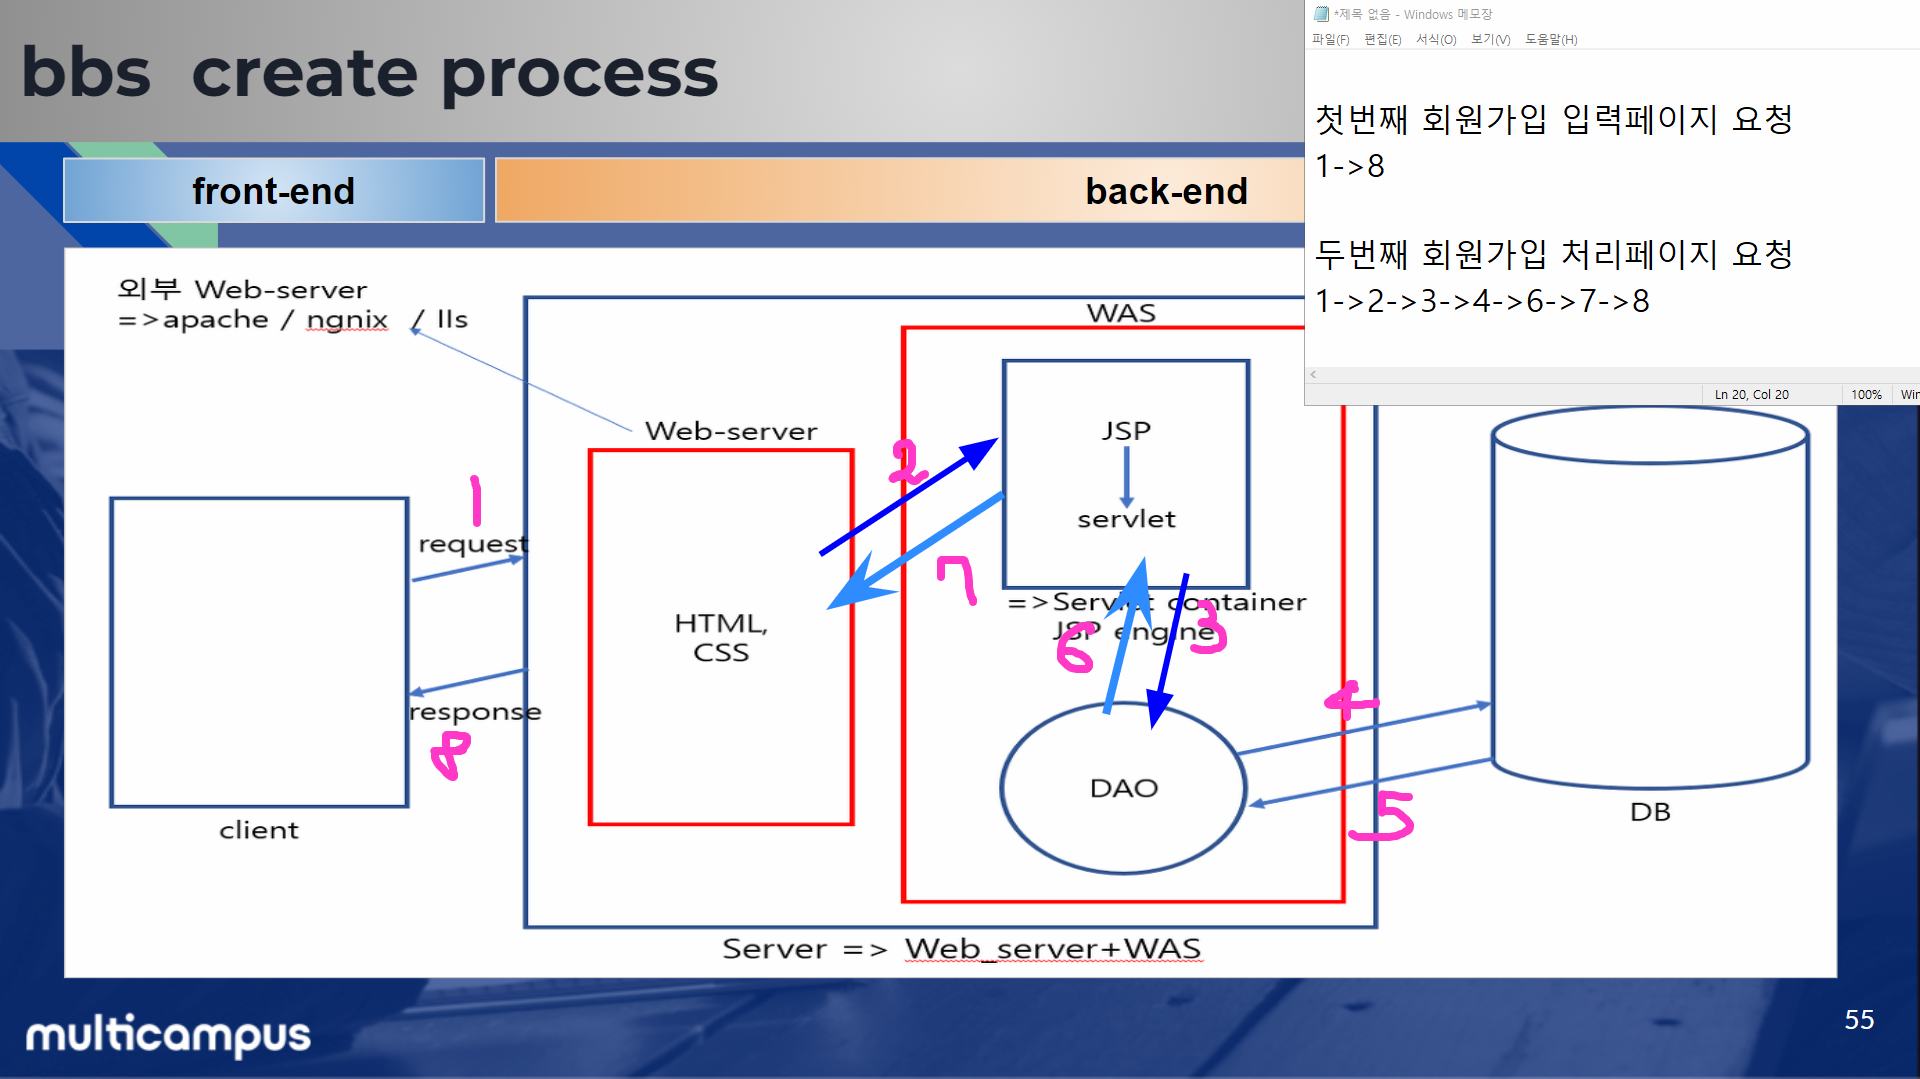 bbs create process
*제목 없음 - Windows 메모장
파일(F) 편집(E) 서식(O) 보기(V) 도움말(H)
첫번째 회원가입 입력페이지 요청
1->8
두번째 회원가입 처리페이지 요청
1->2->3->4->6->7->8
Ln 20, Col 20 100% Win
front-end
back-end
외부 Web-server
=>apache / ngnix / lls
WAS
Web-server
JSP
servlet
=>Servlet container
JSP engine
HTML,
CSS
1
request
response
8
2
7
6
3
4
5
DAO
DB
client
Server => Web_server+WAS
multicampus
55